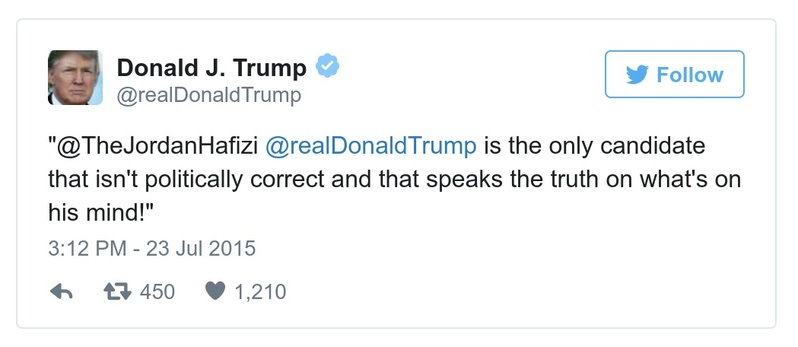 Donald J. Trump
@realDonaldTrump
Follow
"@TheJordanHafizi @realDonaldTrump is the only candidate
that isn't politically correct and that speaks the truth on what's on
his mind!"
3:12 PM - 23 Jul 2015
450 1,210